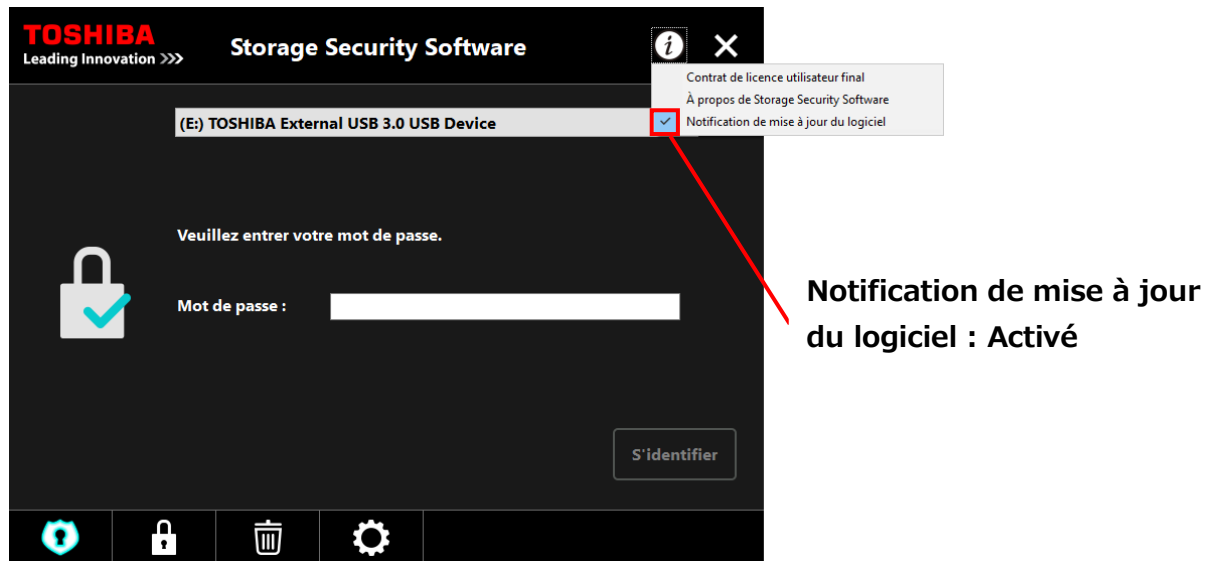 TOSHIBA
Leading Innovation >>>
Storage Security Software
i
Contrat de licence utilisateur final
À propos de Storage Security Software
Notification de mise à jour du logiciel
(E:) TOSHIBA External USB 3.0 USB Device
Veuillez entrer votre mot de passe.
Mot de passe :
Notification de mise à jour
du logiciel : Activé
S'identifier